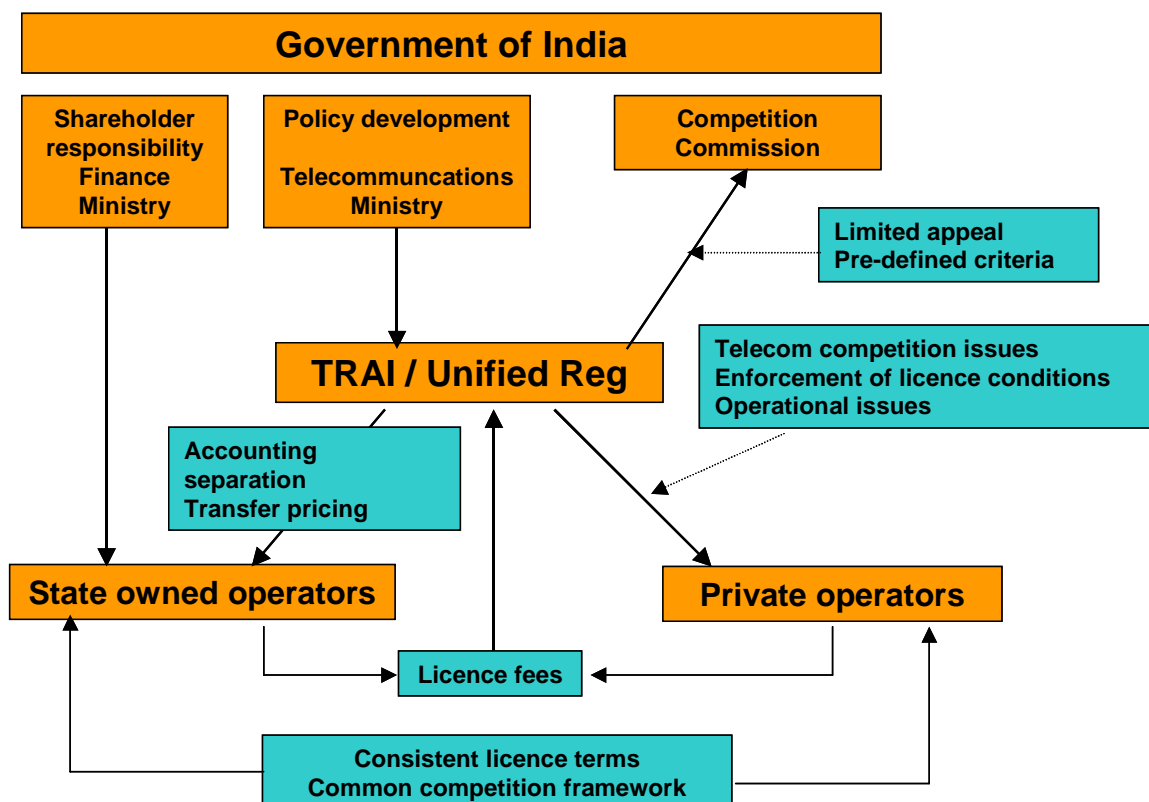 Government of India
Shareholder
responsibility
Finance
Ministry
Policy development
Telecommuncations
Ministry
Competition
Commission
Limited appeal
Pre-defined criteria
TRAI / Unified Reg
Telecom competition issues
Enforcement of licence conditions
Operational issues
Accounting
separation
Transfer pricing
State owned operators
Private operators
Licence fees
Consistent licence terms
Common competition framework